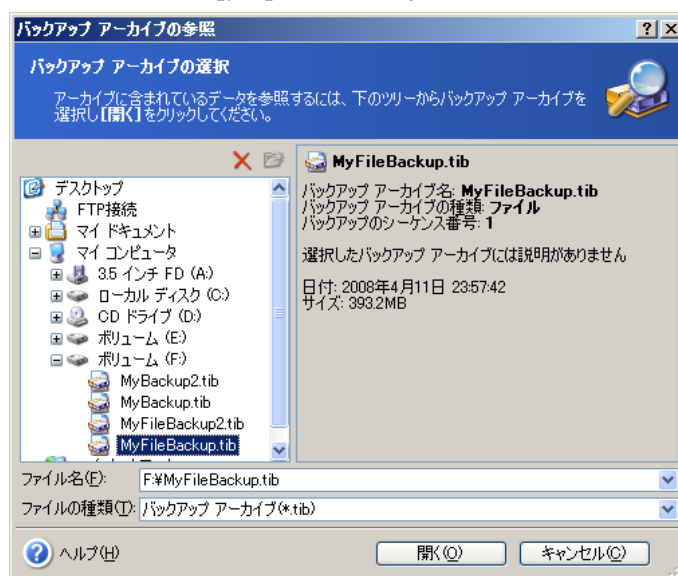 バックアップ アーカイブの参照
バックアップ アーカイブの選択
アーカイブに含まれているデータを参照するには、下のツリーからバックアップ アーカイブを
選択し【開く】をクリックしてください。
デスクトップ
FTP接続
マイ ドキュメント
マイ コンピュータ
3.5 インチ FD (A:)
ローカル ディスク (C:)
CD ドライブ (D:)
ボリューム (E:)
ボリューム (F:)
MyBackup2.tib
MyBackup.tib
MyFileBackup2.tib
MyFileBackup.tib
MyFileBackup.tib
バックアップ アーカイブ名: MyFileBackup.tib
バックアップ アーカイブの種類: ファイル
バックアップのシーケンス番号: 1
選択したバックアップ アーカイブには説明がありません
日付: 2008年4月11日 23:57:42
サイズ: 393.2MB
ファイル名(F): F:¥MyFileBackup.tib
ファイルの種類(T): バックアップ アーカイブ(*.tib)
ヘルプ(H)
開く(O)
キャンセル(C)